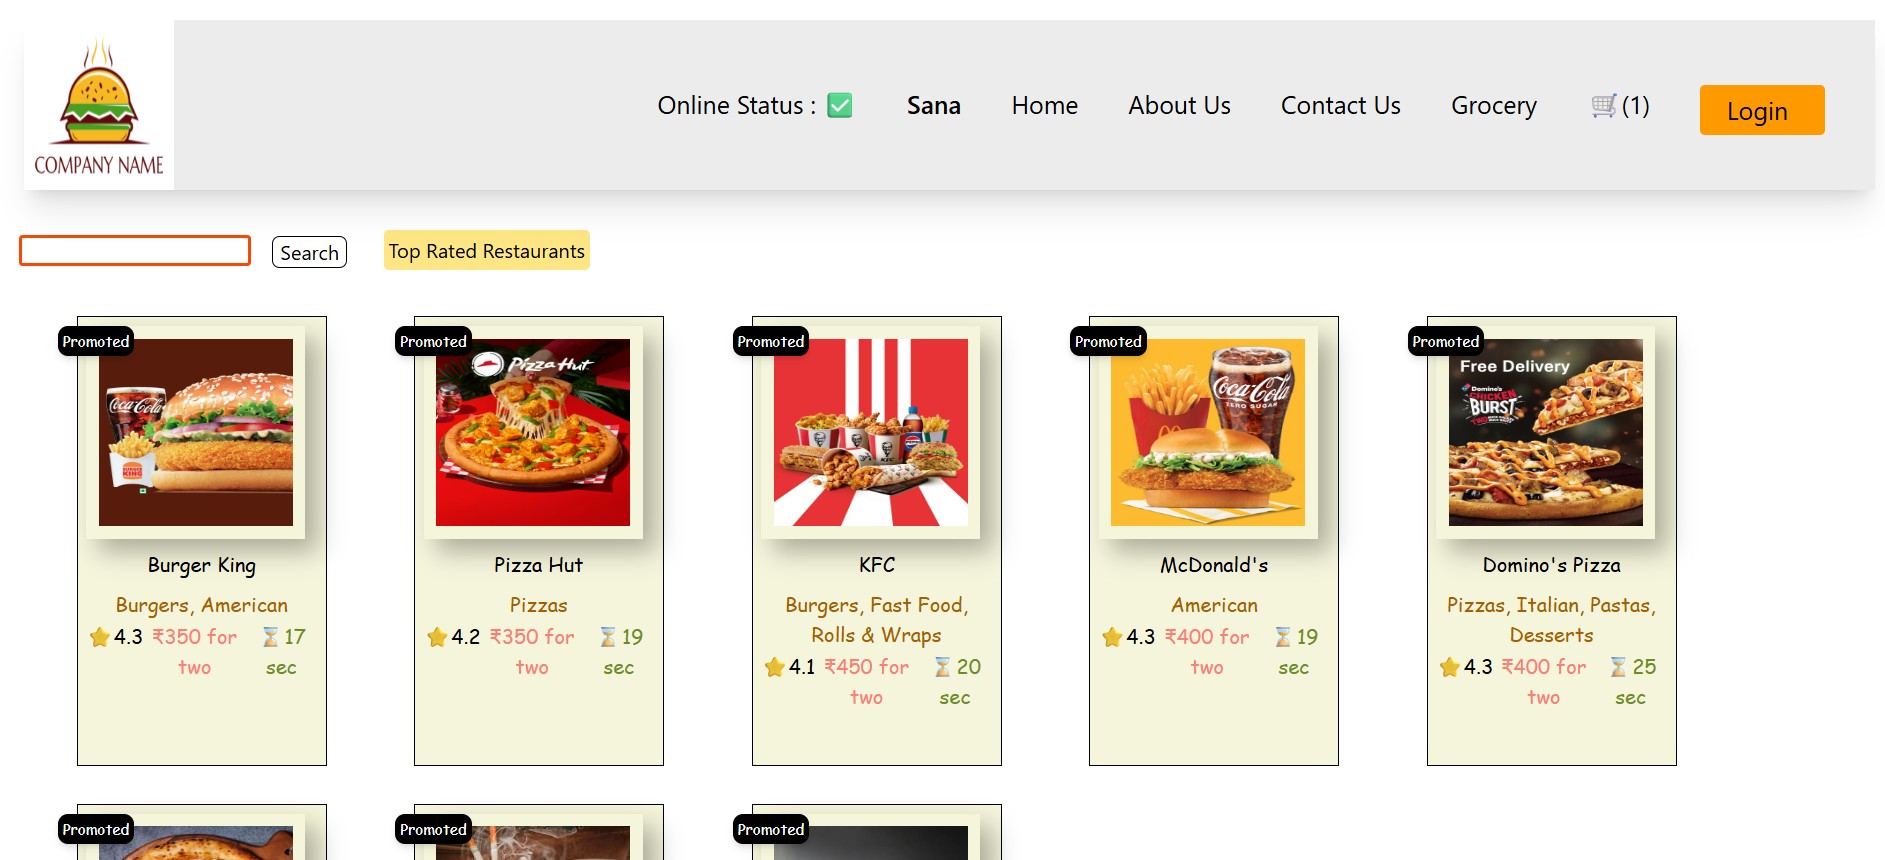 COMPANY NAME
Online Status : ✅ Sana Home About Us Contact Us Grocery 🛒(1) Login
Search Top Rated Restaurants
Promoted
Coca-Cola
BURGER KING
Burger King
Burgers, American
⭐4.3 ₹350 for two ⏳17 sec
Promoted
Pizza Hut
Pizza Hut
Pizzas
⭐4.2 ₹350 for two ⏳19 sec
Promoted
KFC
KFC
Burgers, Fast Food,
Rolls & Wraps
⭐4.1 ₹450 for two ⏳20 sec
Promoted
Coca-Cola
ZERO SUGAR
McDonald's
American
⭐4.3 ₹400 for two ⏳19 sec
Promoted
Free Delivery
Domino's
CHICKEN
BURST
Domino's Pizza
Pizzas, Italian, Pastas,
Desserts
⭐4.3 ₹400 for two ⏳25 sec
Promoted
Promoted
Promoted